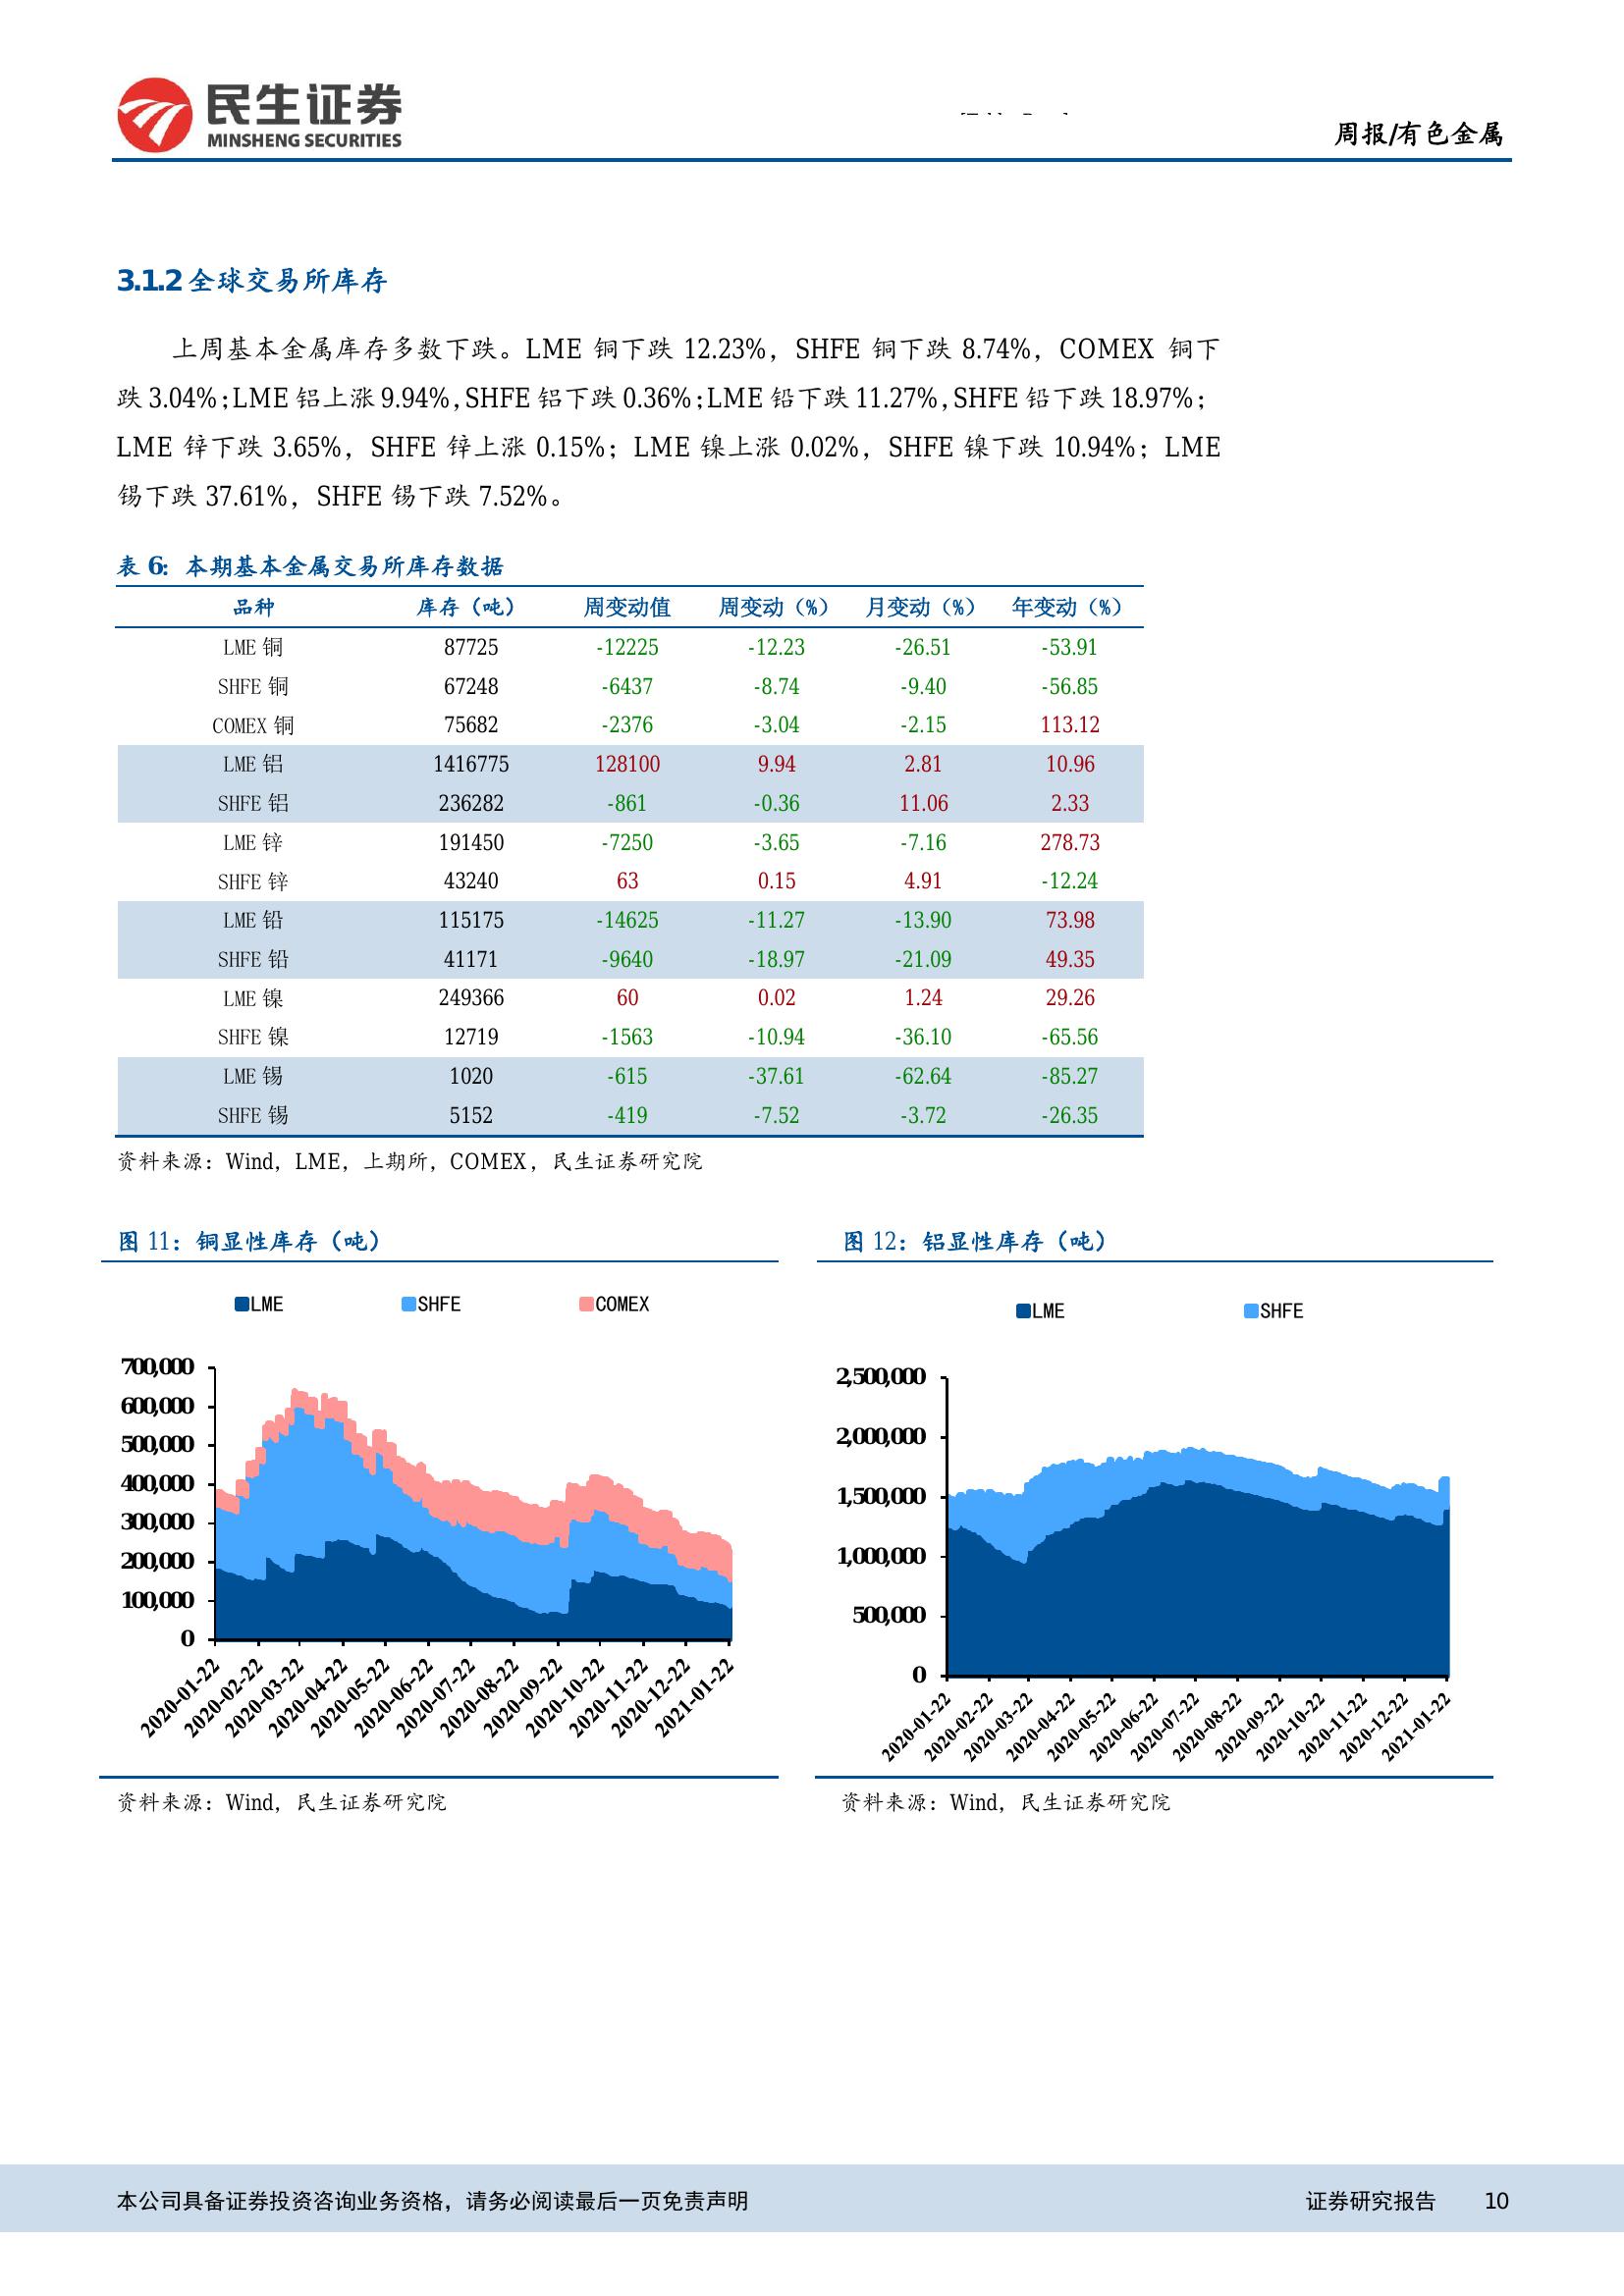 民生证券
MINSHENG SECURITIES
周报/有色金属
3.1.2 全球交易所库存
上周基本金属库存多数下跌。LME 铜下跌 12.23%，SHFE 铜下跌 8.74%，COMEX 铜下
跌 3.04%；LME 铝上涨 9.94%，SHFE 铝下跌 0.36%；LME 铅下跌 11.27%，SHFE 铅下跌 18.97%；
LME 锌下跌 3.65%，SHFE 锌上涨 0.15%；LME 镍上涨 0.02%，SHFE 镍下跌 10.94%；LME
锡下跌 37.61%，SHFE 锡下跌 7.52%。
表 6：本期基本金属交易所库存数据
品种 库存（吨） 周变动值 周变动（%） 月变动（%） 年变动（%）
LME 铜 87725 -12225 -12.23 -26.51 -53.91
SHFE 铜 67248 -6437 -8.74 -9.40 -56.85
COMEX 铜 75682 -2376 -3.04 -2.15 113.12
LME 铝 1416775 128100 9.94 2.81 10.96
SHFE 铝 236282 -861 -0.36 11.06 2.33
LME 锌 191450 -7250 -3.65 -7.16 278.73
SHFE 锌 43240 63 0.15 4.91 -12.24
LME 铅 115175 -14625 -11.27 -13.90 73.98
SHFE 铅 41171 -9640 -18.97 -21.09 49.35
LME 镍 249366 60 0.02 1.24 29.26
SHFE 镍 12719 -1563 -10.94 -36.10 -65.56
LME 锡 1020 -615 -37.61 -62.64 -85.27
SHFE 锡 5152 -419 -7.52 -3.72 -26.35
资料来源：Wind，LME，上期所，COMEX，民生证券研究院
图 11：铜显性库存（吨）
LME SHFE COMEX
700,000
600,000
500,000
400,000
300,000
200,000
100,000
0
2020-01-22 2020-02-22 2020-03-22 2020-04-22 2020-05-22 2020-06-22 2020-07-22 2020-08-22 2020-09-22 2020-10-22 2020-11-22 2020-12-22 2021-01-22
资料来源：Wind，民生证券研究院
图 12：铝显性库存（吨）
LME SHFE
2,500,000
2,000,000
1,500,000
1,000,000
500,000
0
2020-01-22 2020-02-22 2020-03-22 2020-04-22 2020-05-22 2020-06-22 2020-07-22 2020-08-22 2020-09-22 2020-10-22 2020-11-22 2020-12-22 2021-01-22
资料来源：Wind，民生证券研究院
本公司具备证券投资咨询业务资格，请务必阅读最后一页免责声明 证券研究报告 10